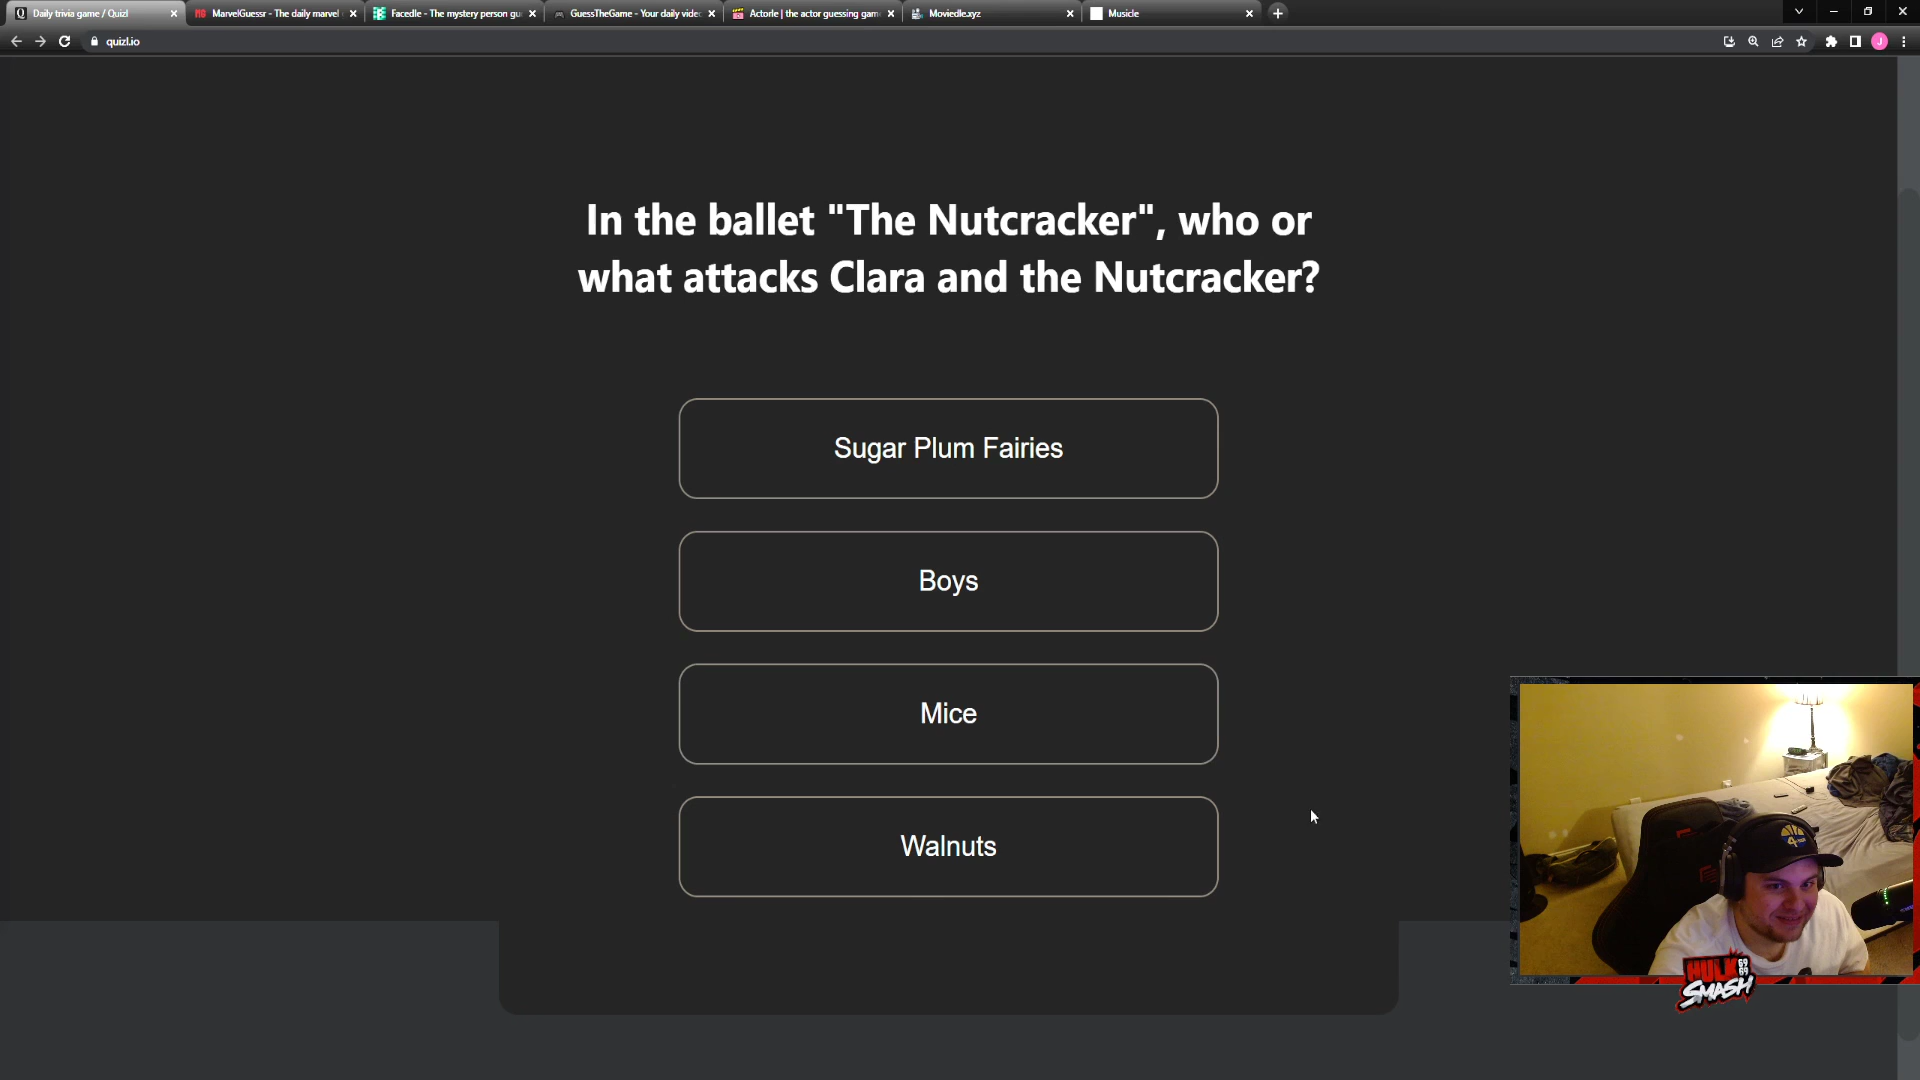 Daily trivia game / Quizl
MarvelGuessr - The daily marvel
Facedle - The mystery person gu
GuessTheGame - Your daily vide
Actorle | the actor guessing gam
Moviedle.xyz
Musicle
quizl.io
J
In the ballet "The Nutcracker", who or
what attacks Clara and the Nutcracker?
Sugar Plum Fairies
Boys
Mice
Walnuts
HULK
69
69
SMASH